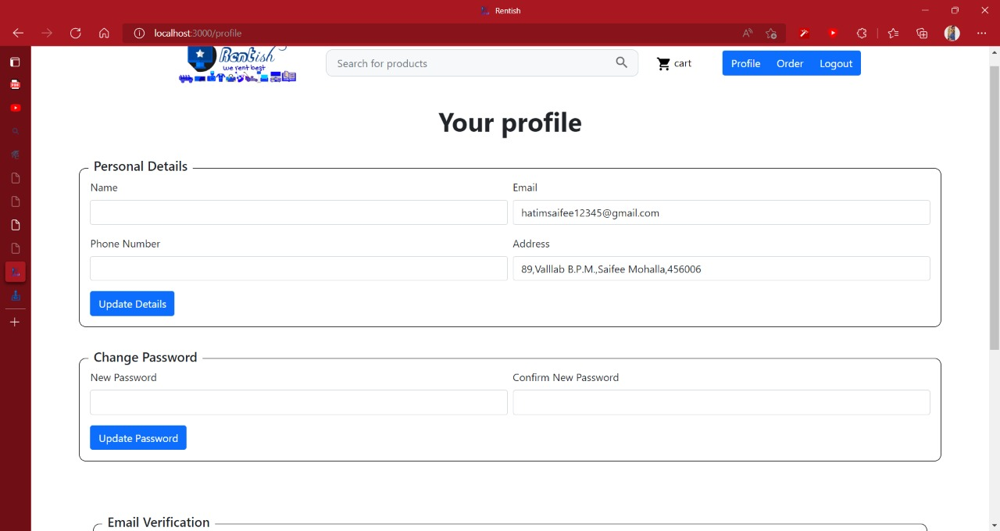 Rentish
localhost:3000/profile
Rentish
we rent best
Search for products
cart
Profile Order Logout
Your profile
Personal Details
Name Email
hatimsaifee12345@gmail.com
Phone Number Address
89,Valllab B.P.M.,Saifee Mohalla,456006
Update Details
Change Password
New Password Confirm New Password
Update Password
Email Verification